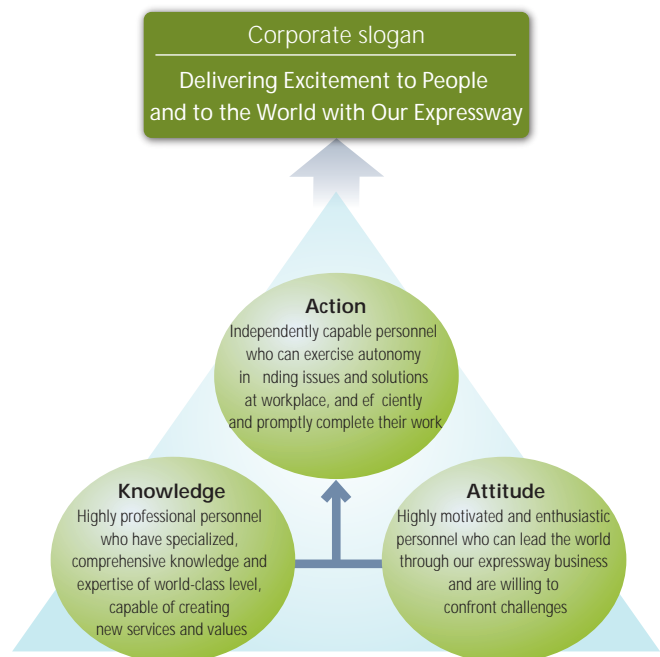 Corporate slogan
Delivering Excitement to People
and to the World with Our Expressway
Action
Independently capable personnel
who can exercise autonomy
in nding issues and solutions
at workplace, and ef ciently
and promptly complete their work
Knowledge
Highly professional personnel
who have specialized,
comprehensive knowledge and
expertise of world-class level,
capable of creating
new services and values
Attitude
Highly motivated and enthusiastic
personnel who can lead the world
through our expressway business
and are willing to
confront challenges